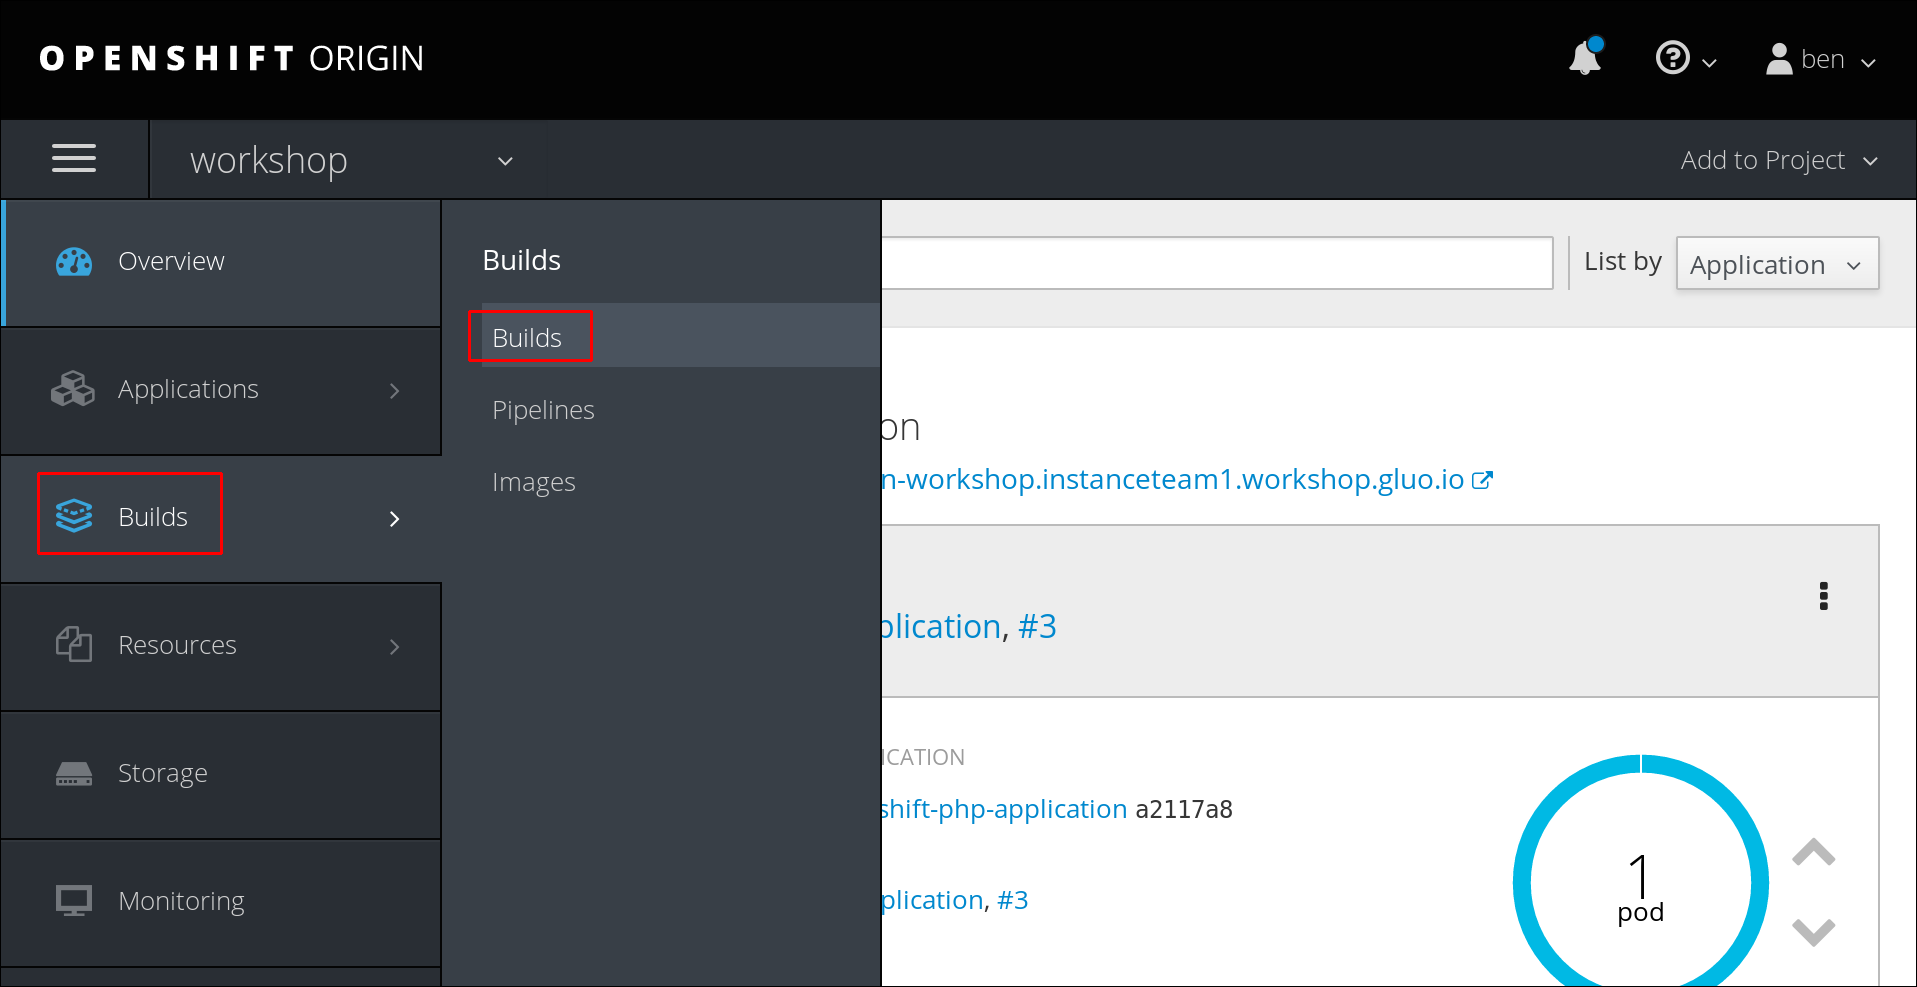 OPENSHIFT ORIGIN
ben
workshop
Add to Project
Overview
Applications
Builds
Resources
Storage
Monitoring
Builds
Builds
Pipelines
Images
List by
Application
on
n-workshop.instanceteam1.workshop.gluo.io
plication, #3
ICATION
shift-php-application a2117a8
plication, #3
1
pod